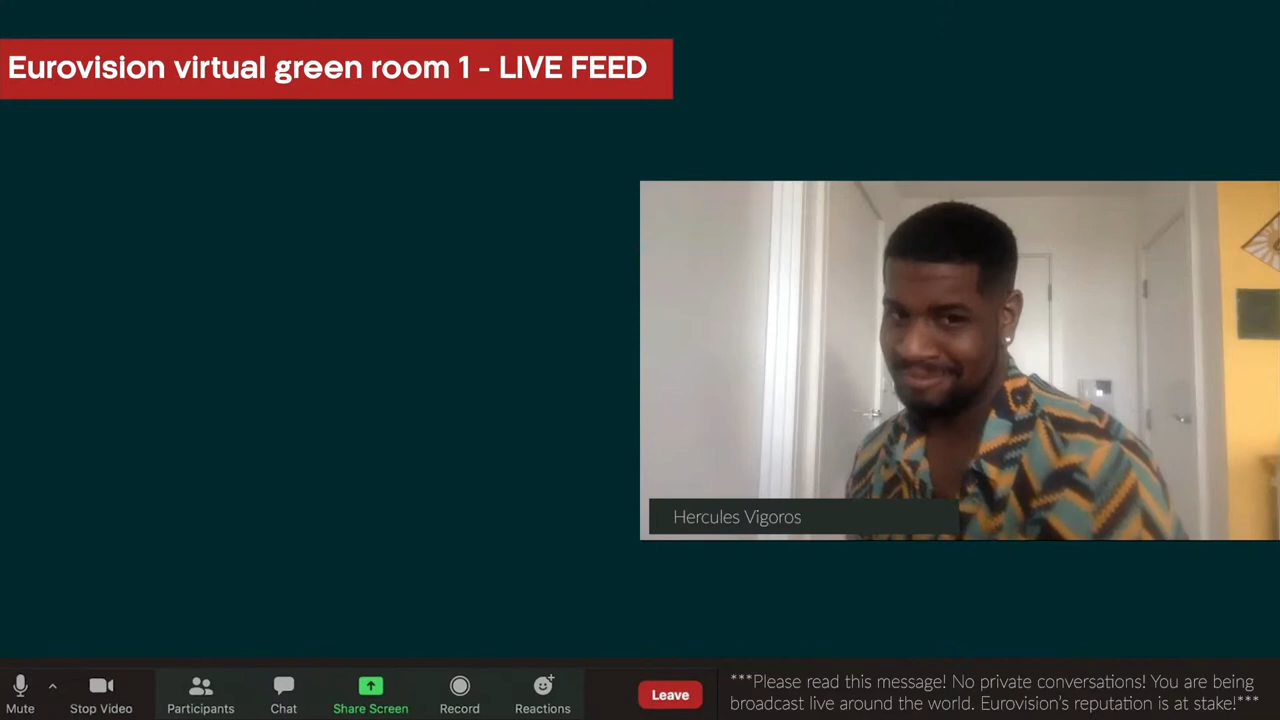 Eurovision virtual green room 1 - LIVE FEED
Hercules Vigoros
Mute
Stop Video
Participants
Chat
Share Screen
Record
Reactions
Leave
***Please read this message! No private conversations! You are being
broadcast live around the world. Eurovision's reputation is at stake!***